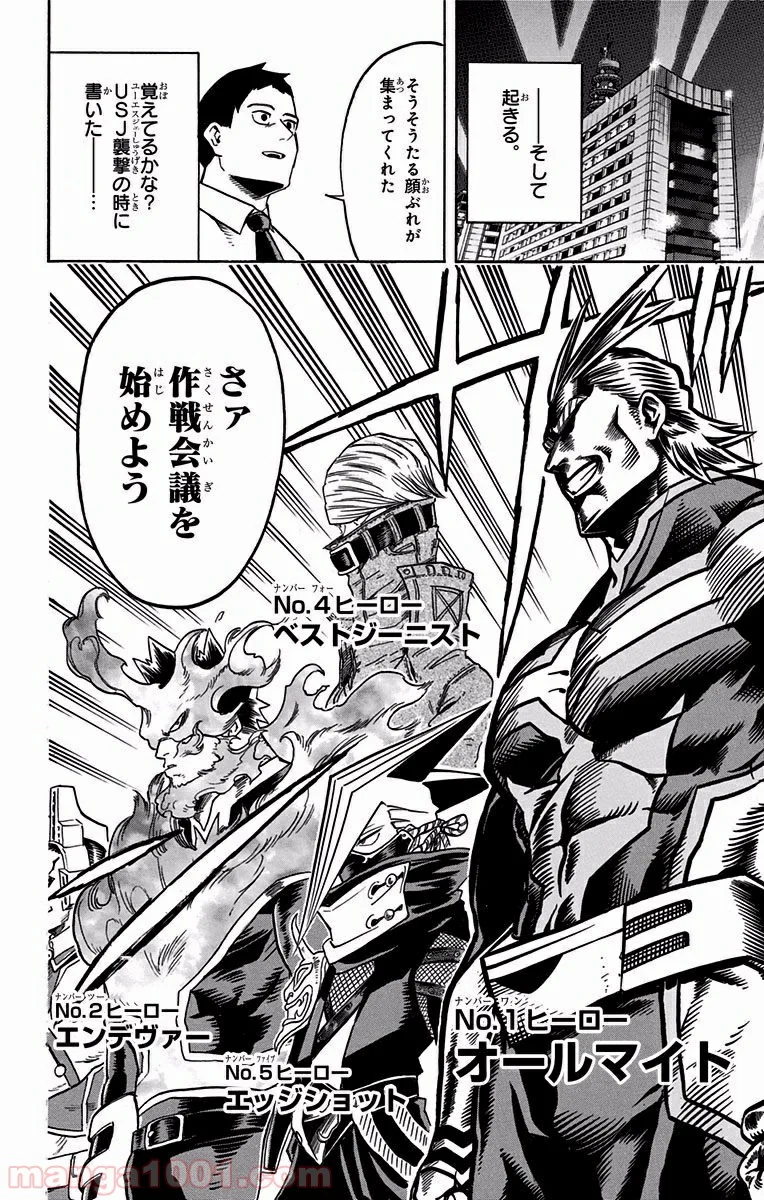 ――そして
起きる。
そうそうたる顔ぶれが
集まってくれた
覚えてるかな?
USJ襲撃の時に
書いた――……
さァ
作戦会議を
始めよう
No.4ヒーロー
ベストジーニスト
No.1ヒーロー
オールマイト
No.2ヒーロー
エンデヴァー
No.5ヒーロー
エッジショット
manga1001.com